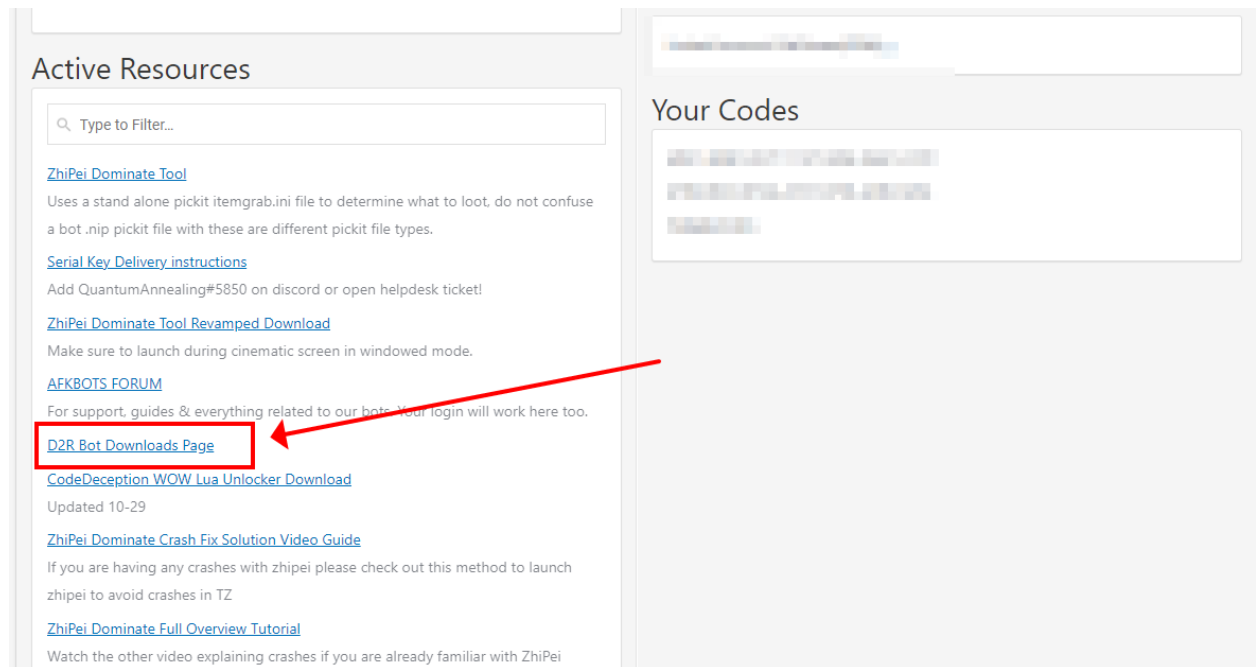 Active Resources
Type to Filter...
ZhiPei Dominate Tool
Uses a stand alone pickit itemgrab.ini file to determine what to loot, do not confuse
a bot .nip pickit file with these are different pickit file types.
Serial Key Delivery instructions
Add QuantumAnnealing#5850 on discord or open helpdesk ticket!
ZhiPei Dominate Tool Revamped Download
Make sure to launch during cinematic screen in windowed mode.
AFKBOTS FORUM
For support, guides & everything related to our bots. Your login will work here too.
D2R Bot Downloads Page
CodeDeception WOW Lua Unlocker Download
Updated 10-29
ZhiPei Dominate Crash Fix Solution Video Guide
If you are having any crashes with zhipei please check out this method to launch
zhipei to avoid crashes in TZ
ZhiPei Dominate Full Overview Tutorial
Watch the other video explaining crashes if you are already familiar with ZhiPei
Your Codes